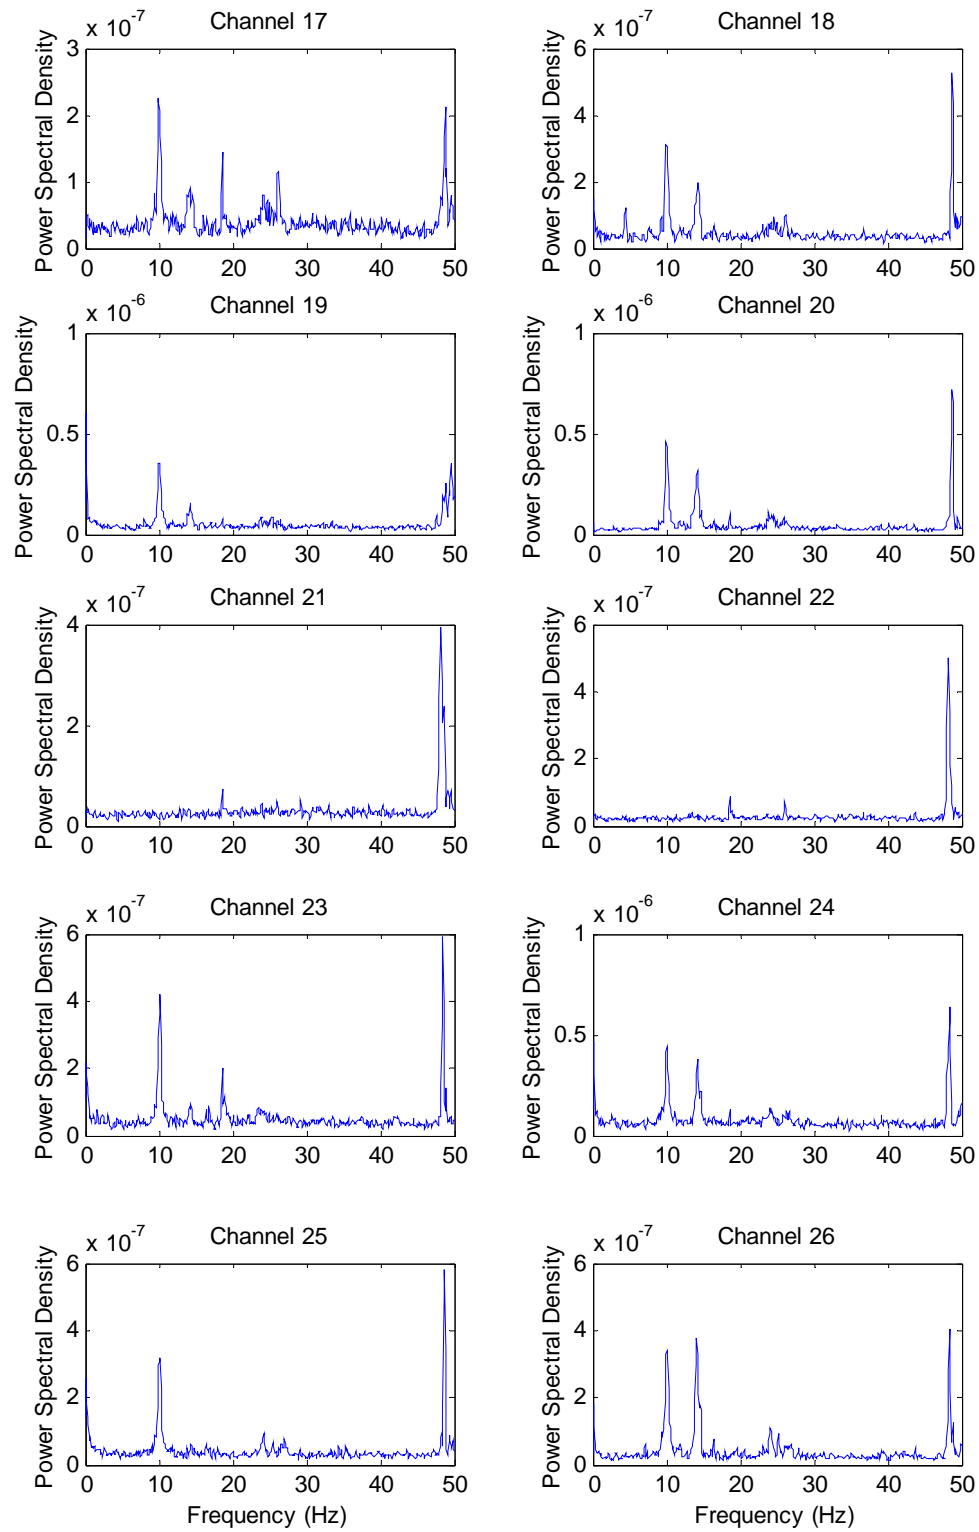 x 10-7 Channel 17
Power Spectral Density
3
2
1
0
0 10 20 30 40 50
x 10-7 Channel 18
Power Spectral Density
6
4
2
0
0 10 20 30 40 50
x 10-6 Channel 19
Power Spectral Density
1
0.5
0
0 10 20 30 40 50
x 10-6 Channel 20
Power Spectral Density
1
0.5
0
0 10 20 30 40 50
x 10-7 Channel 21
Power Spectral Density
4
2
0
0 10 20 30 40 50
x 10-7 Channel 22
Power Spectral Density
6
4
2
0
0 10 20 30 40 50
x 10-7 Channel 23
Power Spectral Density
6
4
2
0
0 10 20 30 40 50
x 10-6 Channel 24
Power Spectral Density
1
0.5
0
0 10 20 30 40 50
x 10-7 Channel 25
Power Spectral Density
6
4
2
0
0 10 20 30 40 50
Frequency (Hz)
x 10-7 Channel 26
Power Spectral Density
6
4
2
0
0 10 20 30 40 50
Frequency (Hz)